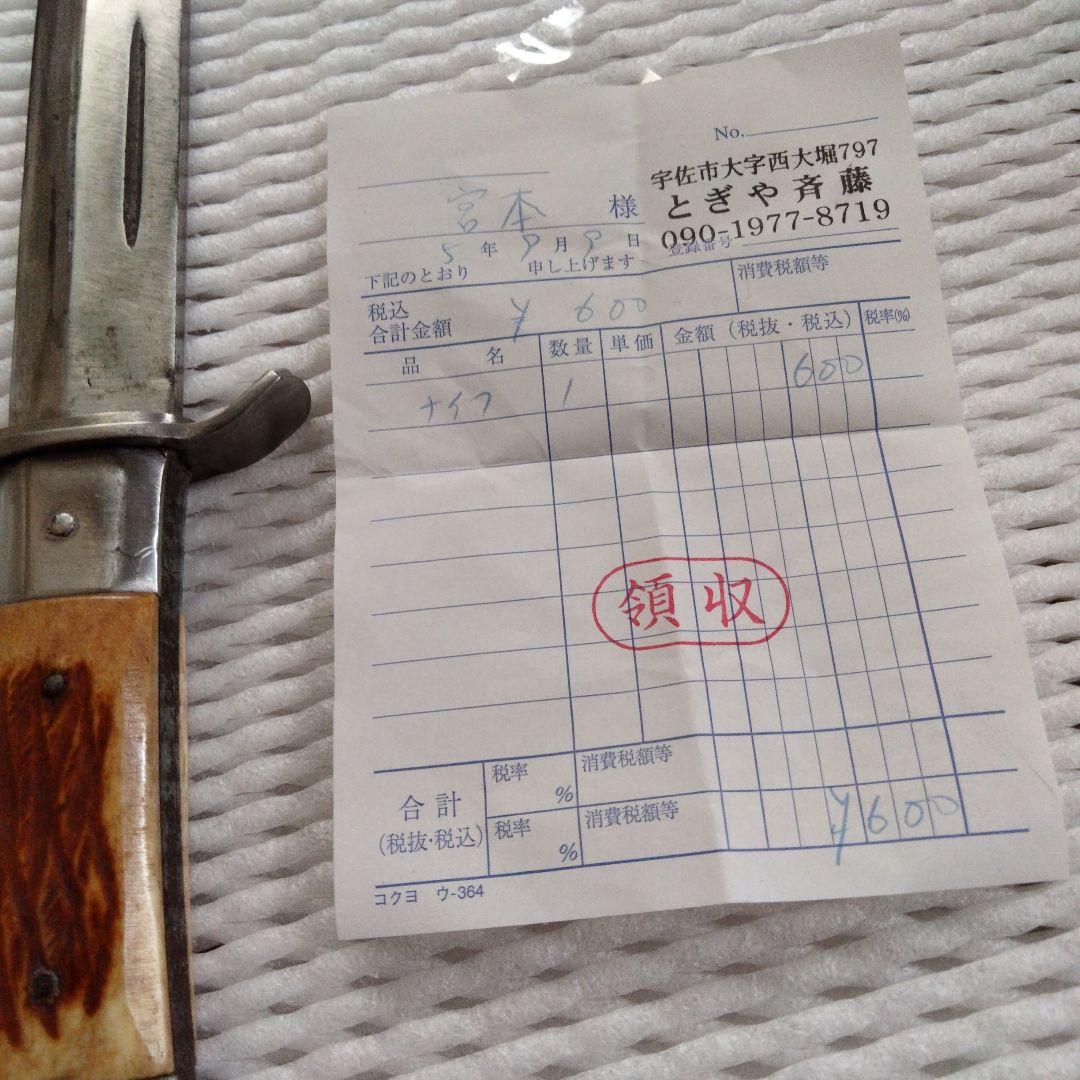 No.
宇佐市大字西大堀797
とぎや斉藤
090-1977-8719
登録番号
宮本 様
5年9月9日
下記のとおり 申し上げます
税込合計金額 ¥600 消費税額等
品名 数量 単価 金額(税抜・税込) 税率(%)
ナイフ 1 600
領収
合計(税抜・税込)
税率 % 消費税額等
税率 % 消費税額等 ¥600
コクヨ ウ-364